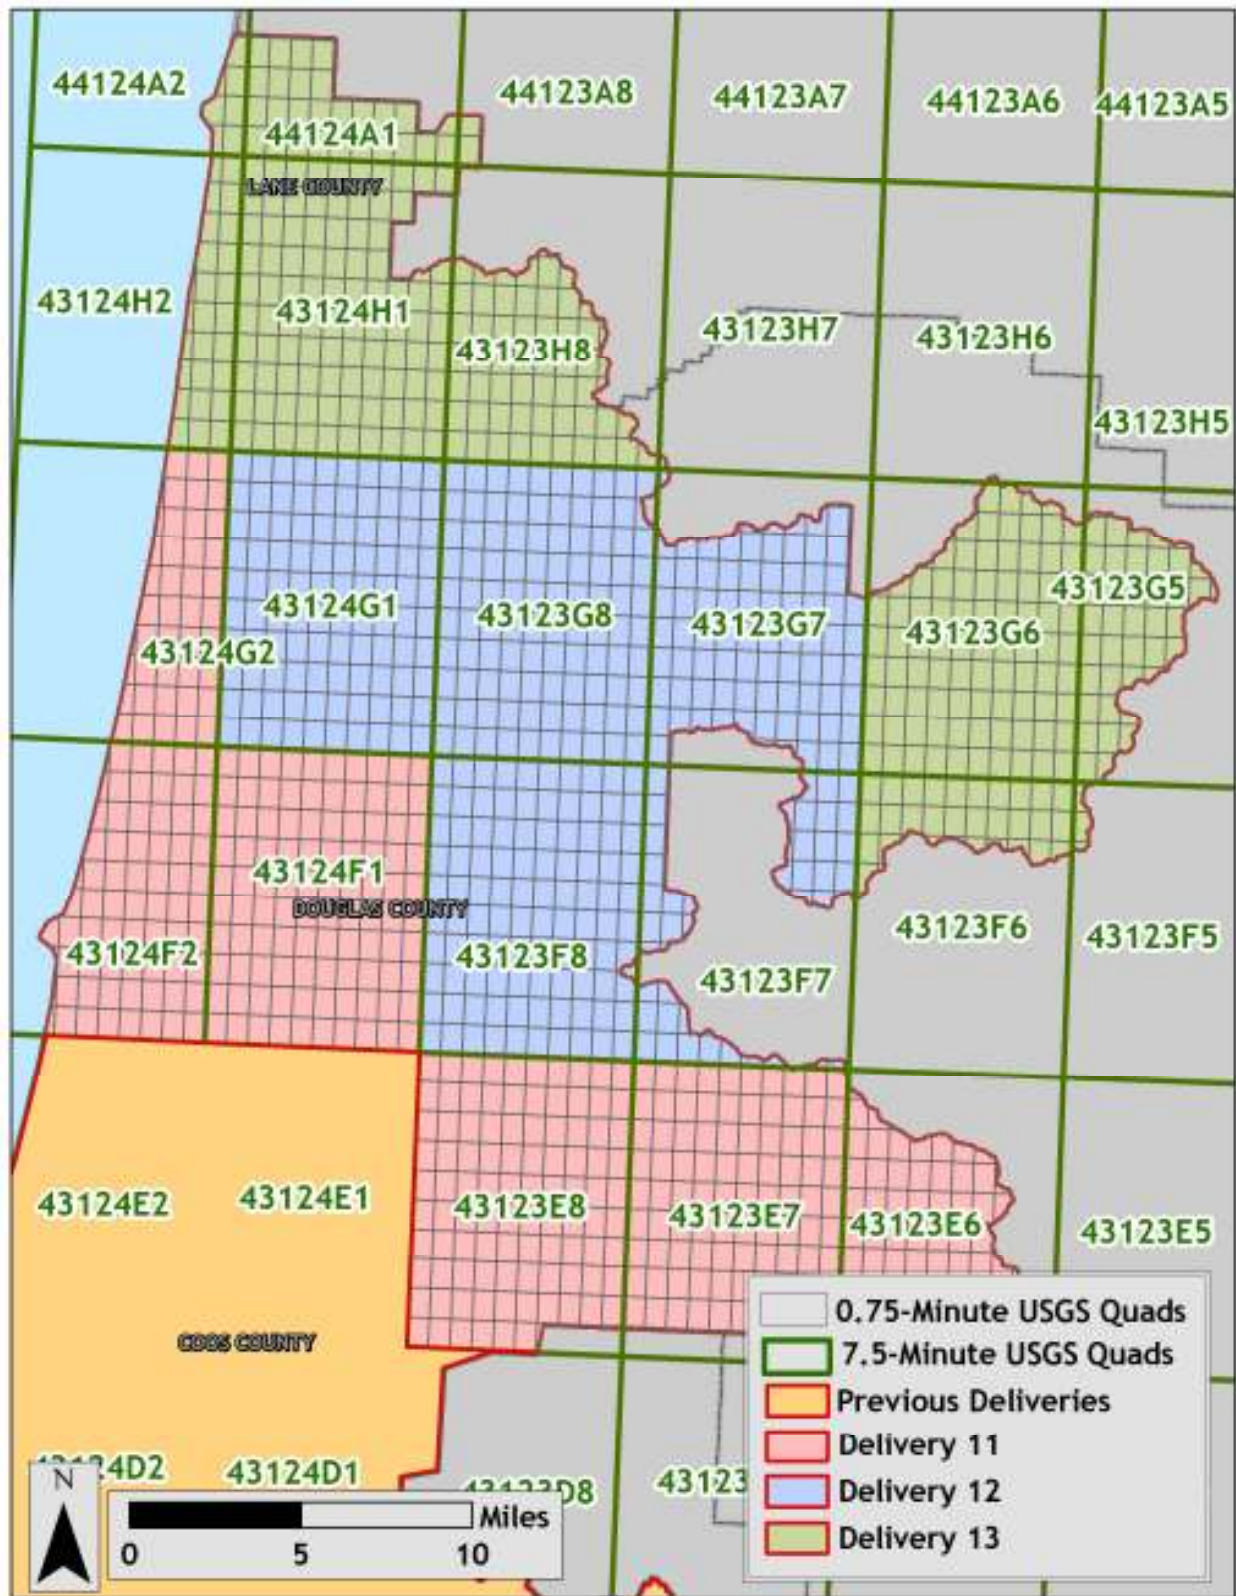 44124A2
44123A8
44123A7
44123A6
44123A5
44124A1
LANE COUNTY
43124H2
43124H1
43123H8
43123H7
43123H6
43123H5
43124G2
43124G1
43123G8
43123G7
43123G6
43123G5
43124F1
DOUGLAS COUNTY
43124F2
43123F8
43123F7
43123F6
43123F5
43124E2
43124E1
43123E8
43123E7
43123E6
43123E5
COOS COUNTY
43124D2
43124D1
43123D8
43123
0.75-Minute USGS Quads
7.5-Minute USGS Quads
Previous Deliveries
Delivery 11
Delivery 12
Delivery 13
N
Miles
0 5 10